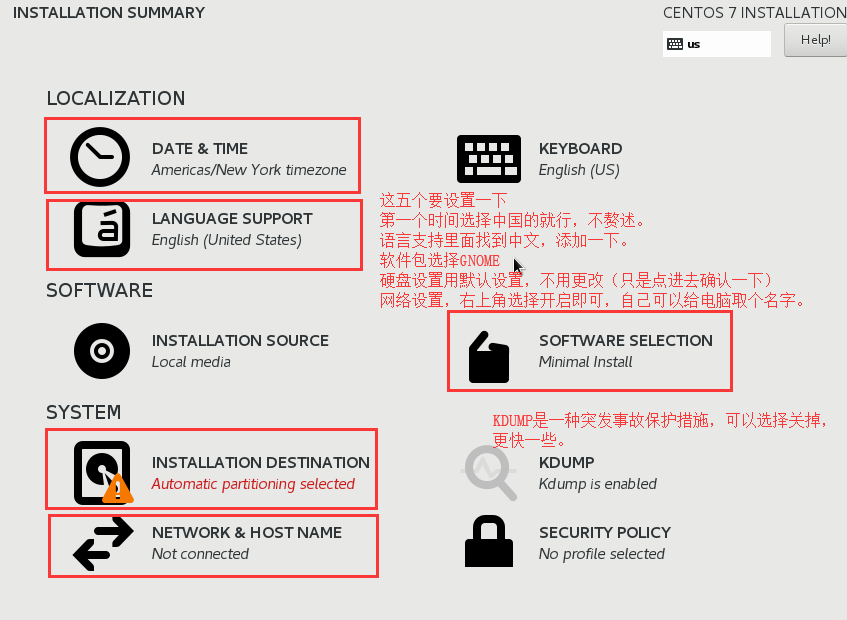 INSTALLATION SUMMARY
CENTOS 7 INSTALLATION
us
Help!
LOCALIZATION
DATE & TIME
Americas/New York timezone
KEYBOARD
English (US)
LANGUAGE SUPPORT
English (United States)
这五个要设置一下
第一个时间选择中国的就行，不赘述。
语言支持里面找到中文，添加一下。
软件包选择GNOME
硬盘设置用默认设置，不用更改（只是点进去确认一下）
网络设置，右上角选择开启即可，自己可以给电脑取个名字。
SOFTWARE
INSTALLATION SOURCE
Local media
SOFTWARE SELECTION
Minimal Install
SYSTEM
KDUMP是一种突发事故保护措施，可以选择关掉，
更快一些。
INSTALLATION DESTINATION
Automatic partitioning selected
KDUMP
Kdump is enabled
NETWORK & HOST NAME
Not connected
SECURITY POLICY
No profile selected